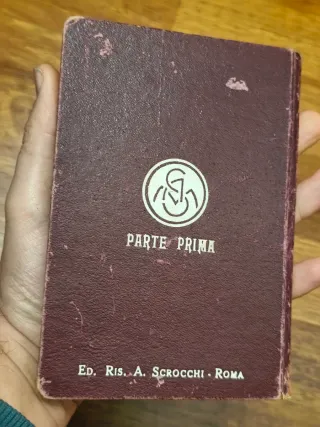 PARTE PRIMA
ED. RIS. A. SCROCCHI - ROMA